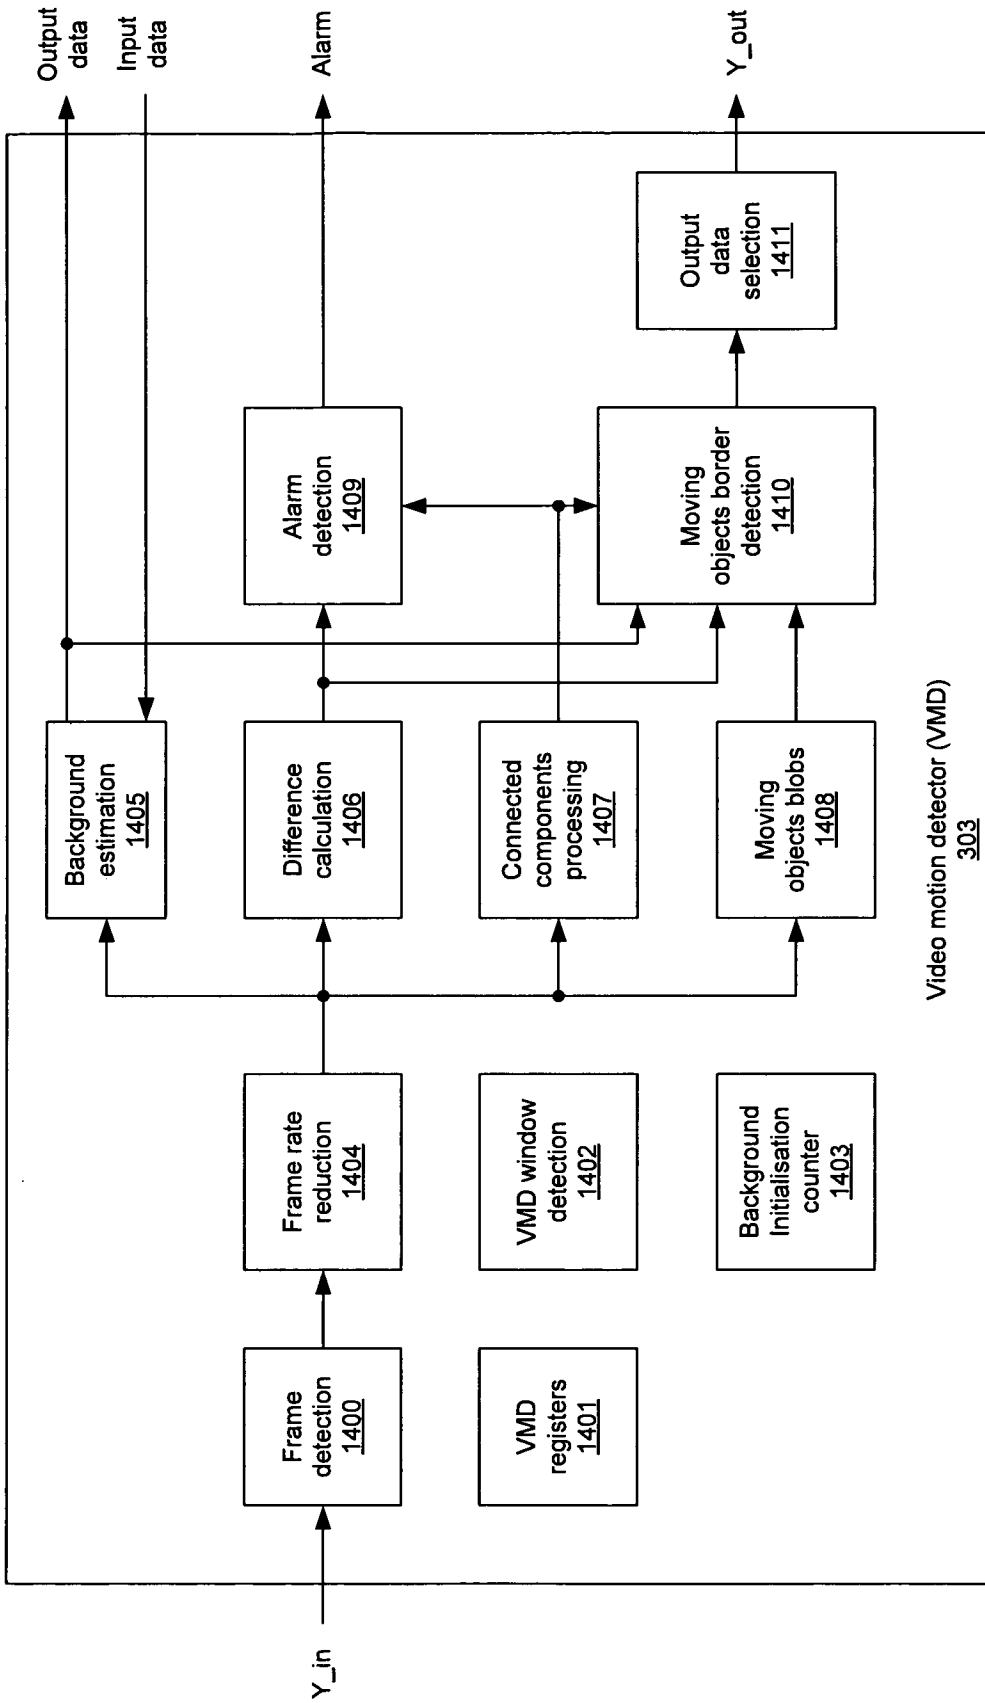 Y_in
Frame
detection
1400
VMD
registers
1401
Frame rate
reduction
1404
VMD window
detection
1402
Background
Initialisation
counter
1403
Background
estimation
1405
Difference
calculation
1406
Connected
components
processing
1407
Moving
objects blobs
1408
Alarm
detection
1409
Moving
objects border
detection
1410
Output
data
selection
1411
Output
data
Input
data
Alarm
Y_out
Video motion detector (VMD)
303